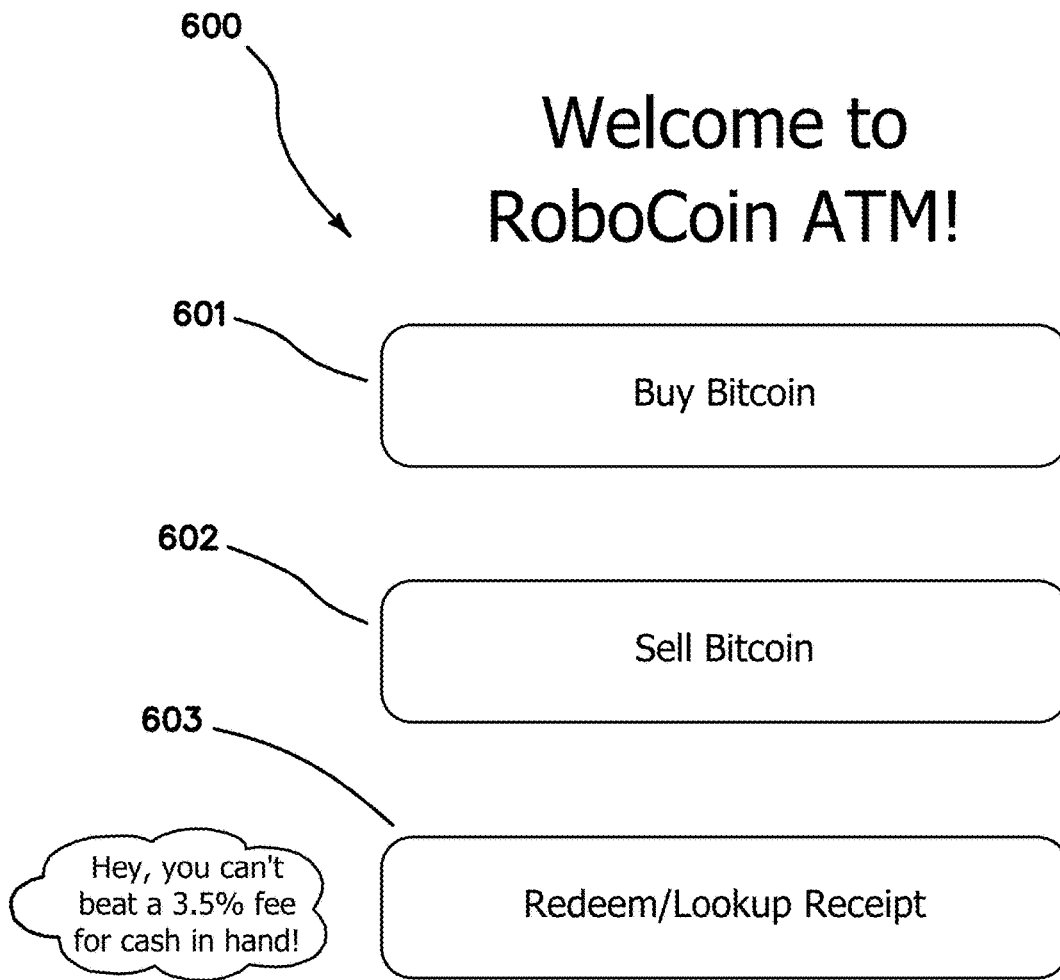 600
Welcome to
RoboCoin ATM!
601
Buy Bitcoin
602
Sell Bitcoin
603
Hey, you can't
beat a 3.5% fee
for cash in hand!
Redeem/Lookup Receipt